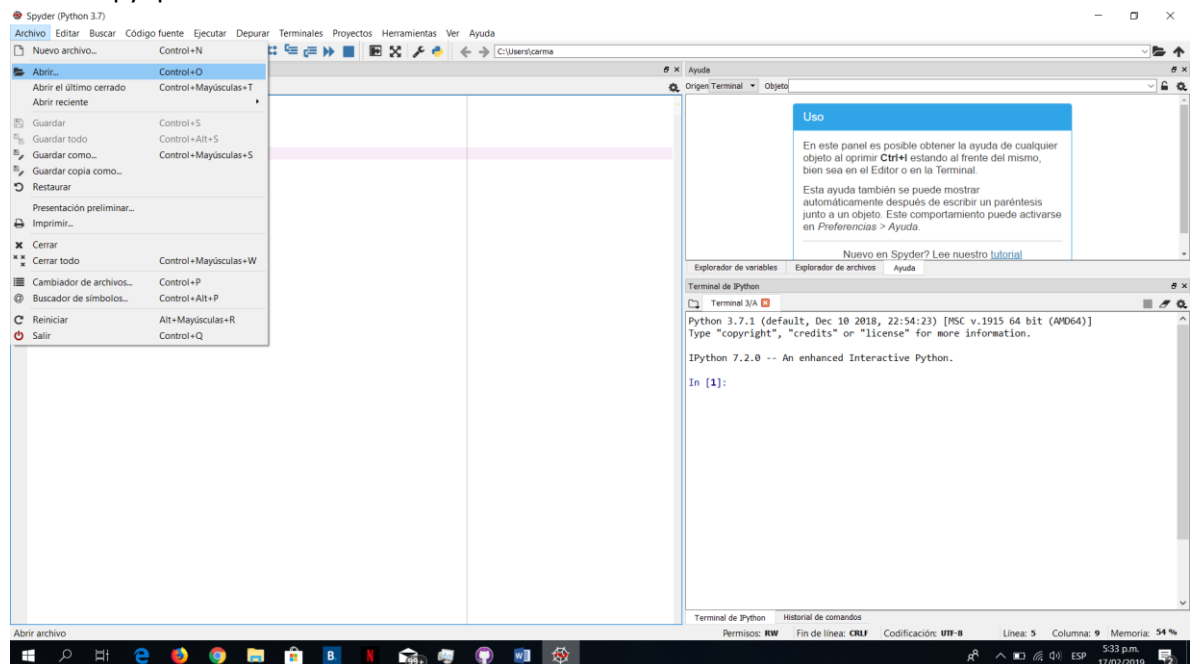 Spyder (Python 3.7)
Archivo Editar Buscar Código fuente Ejecutar Depurar Terminales Proyectos Herramientas Ver Ayuda
Nuevo archivo... Control+N
C:\Users\carma
Abrir... Control+O
Abrir el último cerrado Control+Mayúsculas+T
Abrir reciente
Guardar Control+S
Guardar todo Control+Alt+S
Guardar como... Control+Mayúsculas+S
Guardar copia como...
Restaurar
Presentación preliminar...
Imprimir...
Cerrar
Cerrar todo Control+Mayúsculas+W
Cambiador de archivos... Control+P
Buscador de símbolos... Control+Alt+P
Reiniciar Alt+Mayúsculas+R
Salir Control+Q
Ayuda
Origen Terminal Objeto
Uso
En este panel es posible obtener la ayuda de cualquier
objeto al oprimir Ctrl+I estando al frente del mismo,
bien sea en el Editor o en la Terminal.
Esta ayuda también se puede mostrar
automáticamente después de escribir un paréntesis
junto a un objeto. Este comportamiento puede activarse
en Preferencias > Ayuda.
Nuevo en Spyder? Lee nuestro tutorial
Explorador de variables Explorador de archivos Ayuda
Terminal de IPython
Terminal 3/A
Python 3.7.1 (default, Dec 10 2018, 22:54:23) [MSC v.1915 64 bit (AMD64)]
Type "copyright", "credits" or "license" for more information.
IPython 7.2.0 -- An enhanced Interactive Python.
In [1]:
Terminal de IPython Historial de comandos
Abrir archivo Permisos: RW Fin de línea: CRLF Codificación: UTF-8 Línea: 5 Columna: 9 Memoria: 54 %
B. N 99+ W ESP 5:33 p.m.
17/02/2019 2